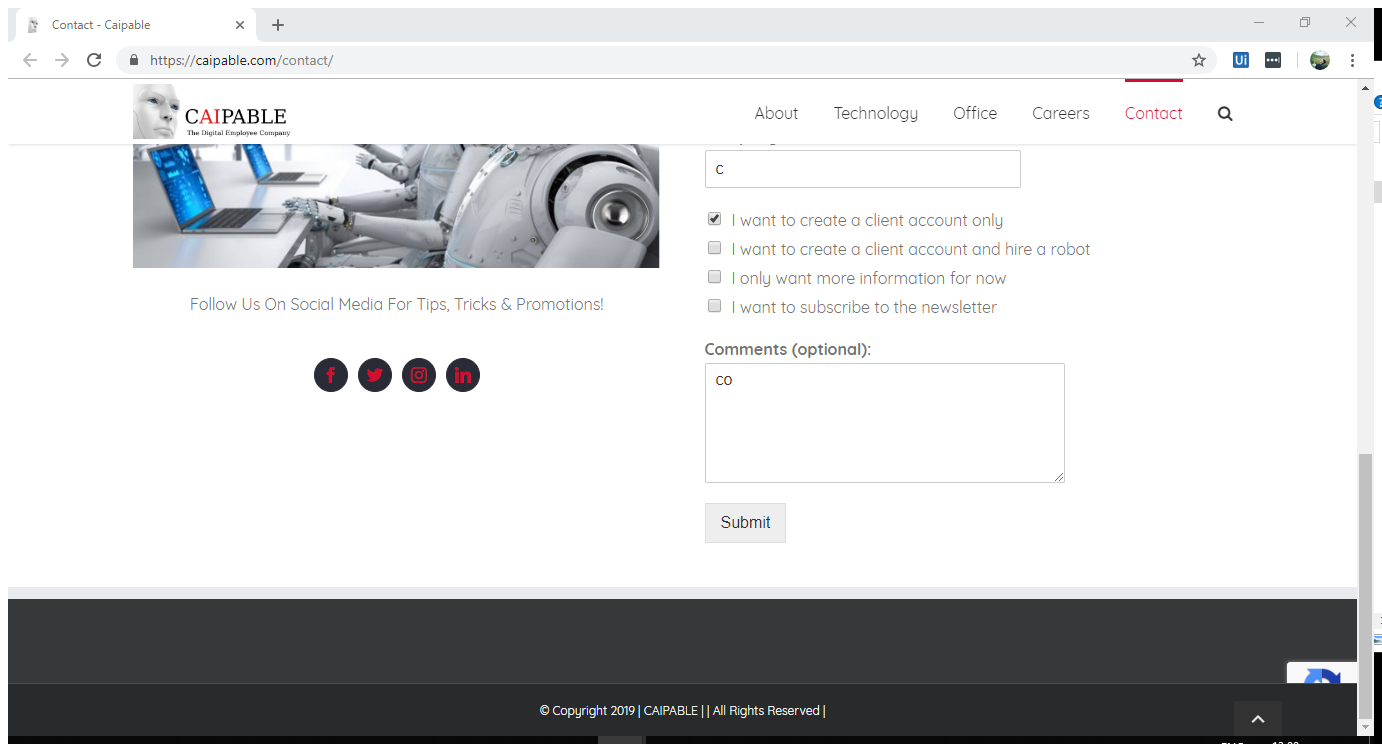 Contact - Caipable
https://caipable.com/contact/
Ui
CAIPABLE
The Digital Employee Company
About
Technology
Office
Careers
Contact
C
I want to create a client account only
I want to create a client account and hire a robot
I only want more information for now
I want to subscribe to the newsletter
Follow Us On Social Media For Tips, Tricks & Promotions!
Comments (optional):
CO
Submit
© Copyright 2019 | CAIPABLE | | All Rights Reserved |